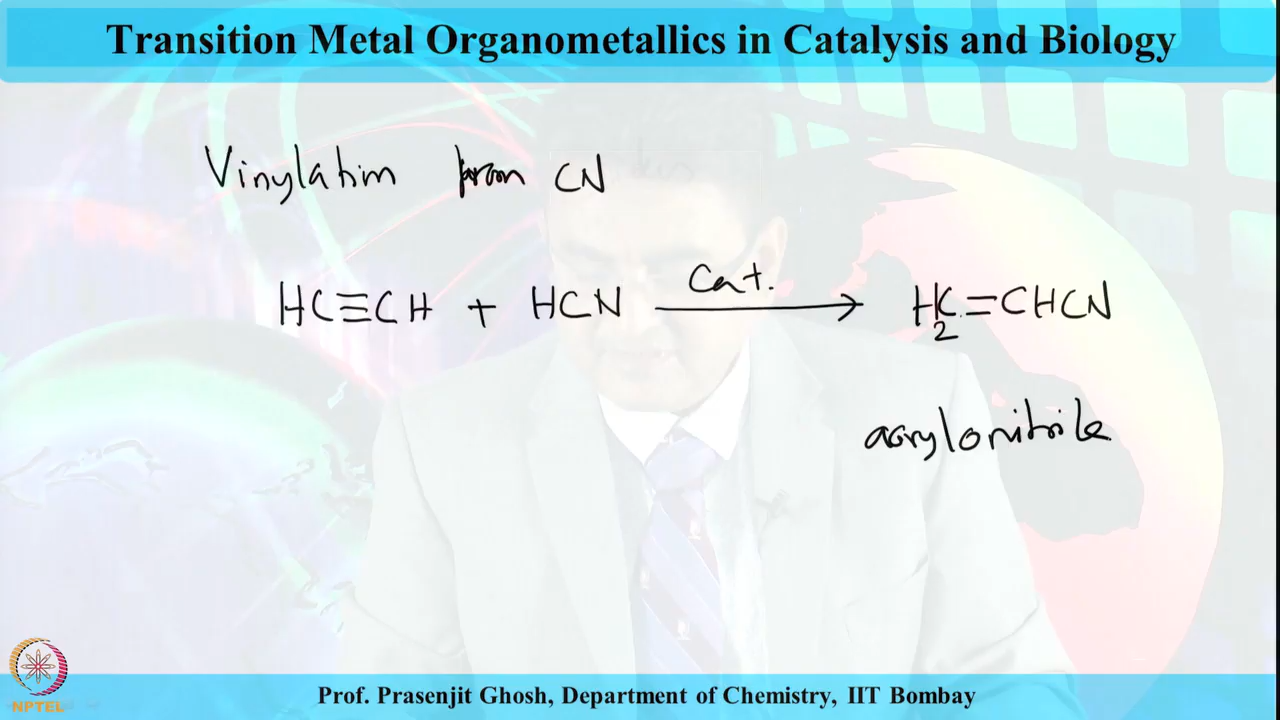 Transition Metal Organometallics in Catalysis and Biology
Vinylation from CN
HC≡CH + HCN Cat. → H₂C=CHCN
acrylonitrile
NPTEL
Prof. Prasenjit Ghosh, Department of Chemistry, IIT Bombay